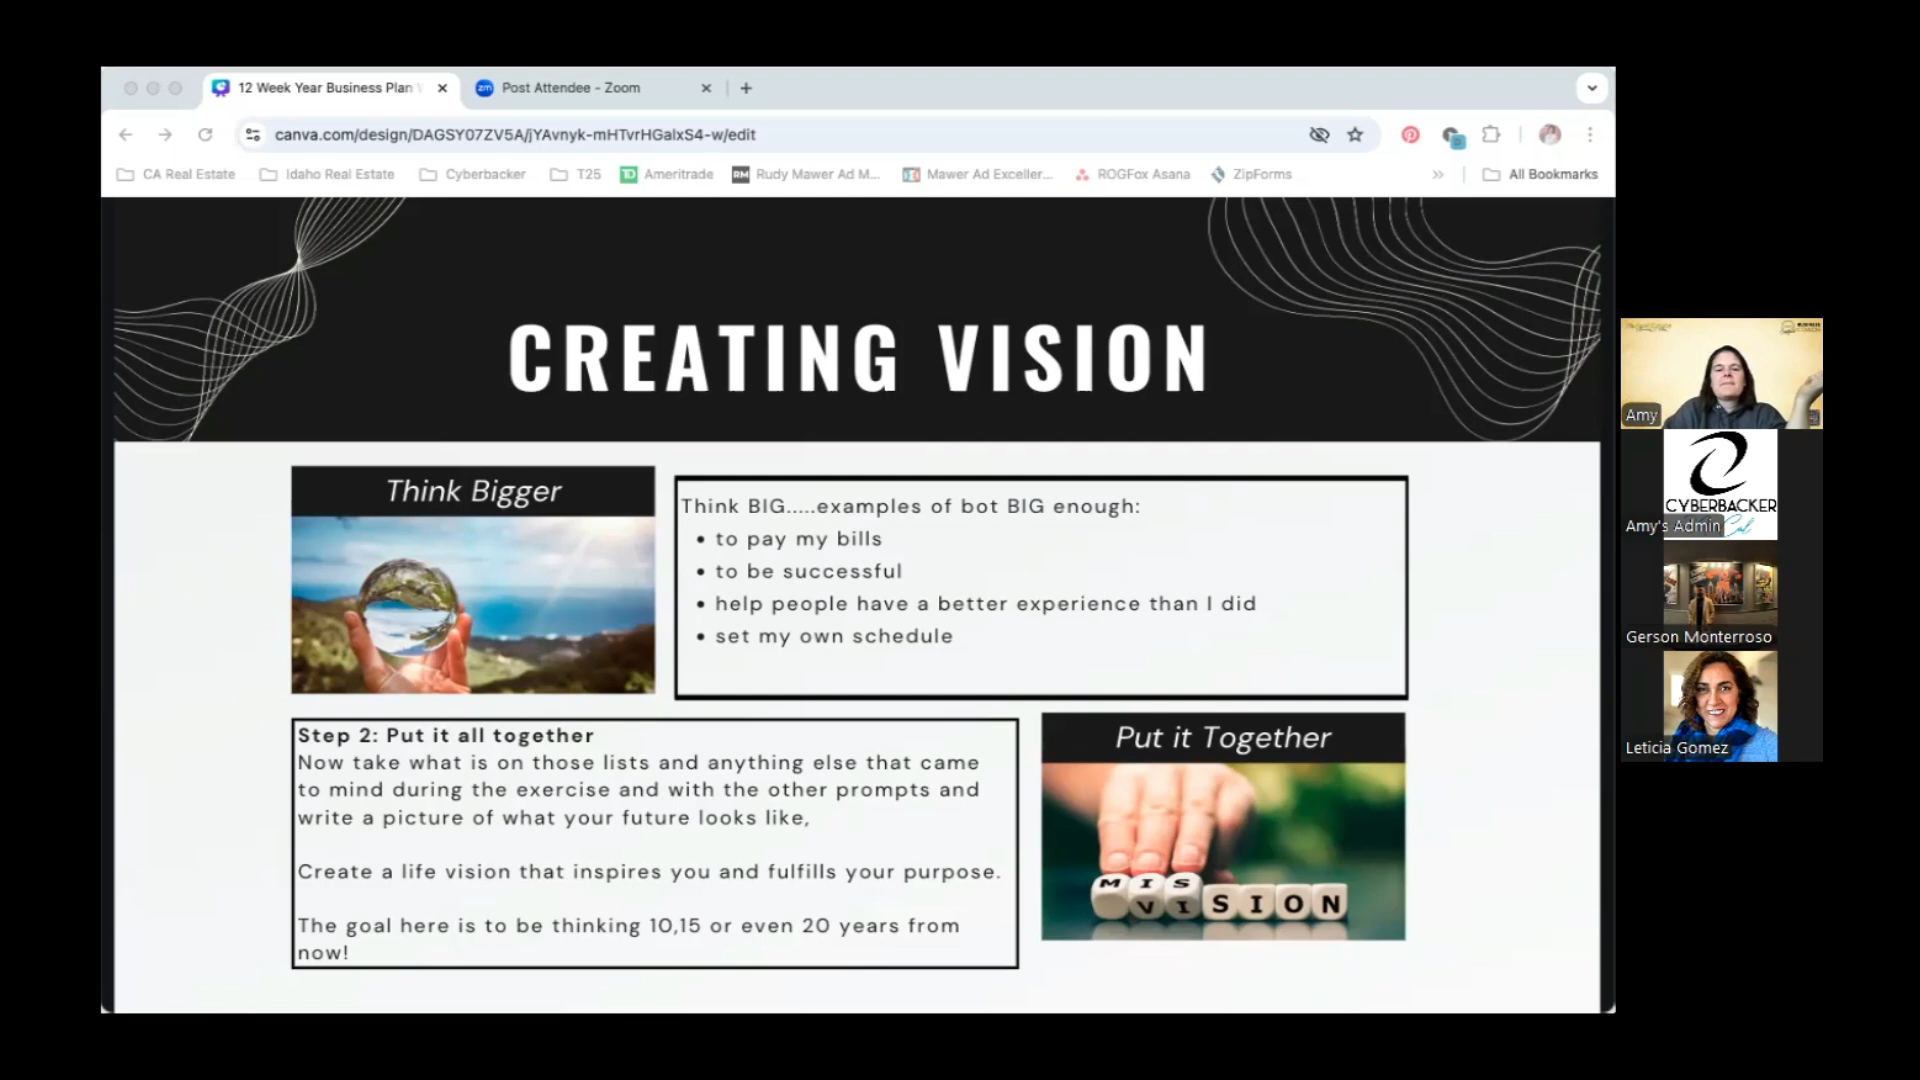 12 Week Year Business Plan
Post Attendee - Zoom
canva.com/design/DAGSY07ZV5A/jYAvnyk-mHTvrHGalxS4-w/edit
CA Real Estate
Idaho Real Estate
Cyberbacker
T25
TD Ameritrade
RM Rudy Mawer Ad M...
Mawer Ad Exceller...
ROGFox Asana
ZipForms
All Bookmarks
CREATING VISION
Think Bigger
Think BIG.....examples of bot BIG enough:
• to pay my bills
• to be successful
• help people have a better experience than I did
• set my own schedule
Step 2: Put it all together
Now take what is on those lists and anything else that came
to mind during the exercise and with the other prompts and
write a picture of what your future looks like,
Create a life vision that inspires you and fulfills your purpose.
The goal here is to be thinking 10,15 or even 20 years from
now!
Put it Together
MIS
VISION
Amy
CYBERBACKER
Amy's Admin
Gerson Monterroso
Leticia Gomez